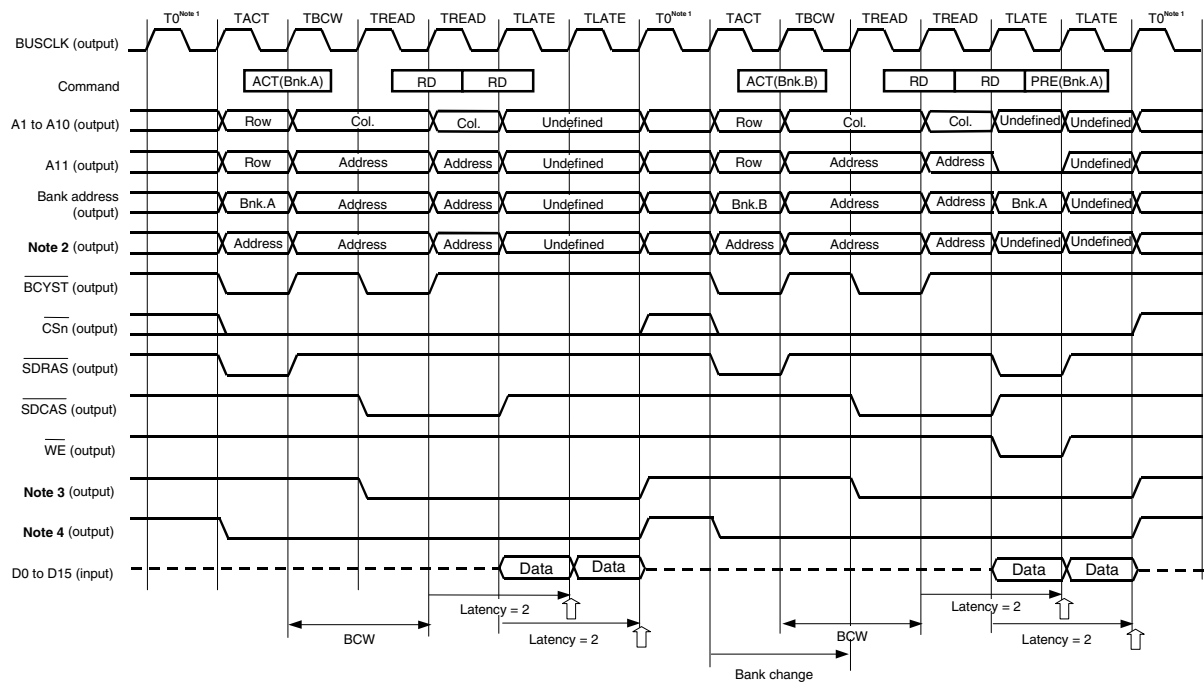 T0Note 1 TACT TBCW TREAD TREAD TLATE TLATE T0Note 1 TACT TBCW TREAD TREAD TLATE TLATE T0Note 1
BUSCLK (output)
Command ACT(Bnk.A) RD RD ACT(Bnk.B) RD RD PRE(Bnk.A)
A1 to A10 (output) Row Col. Col. Undefined Row Col. Col. Undefined Undefined
A11 (output) Row Address Address Undefined Row Address Address Undefined
Bank address (output) Bnk.A Address Address Undefined Bnk.B Address Address Bnk.A Undefined
Note 2 (output) Address Address Address Undefined Address Address Address Undefined Undefined
BCYST (output)
CSn (output)
SDRAS (output)
SDCAS (output)
WE (output)
Note 3 (output)
Note 4 (output)
D0 to D15 (input) Data Data Data Data
Latency = 2 Latency = 2
BCW Latency = 2 BCW Latency = 2
Bank change